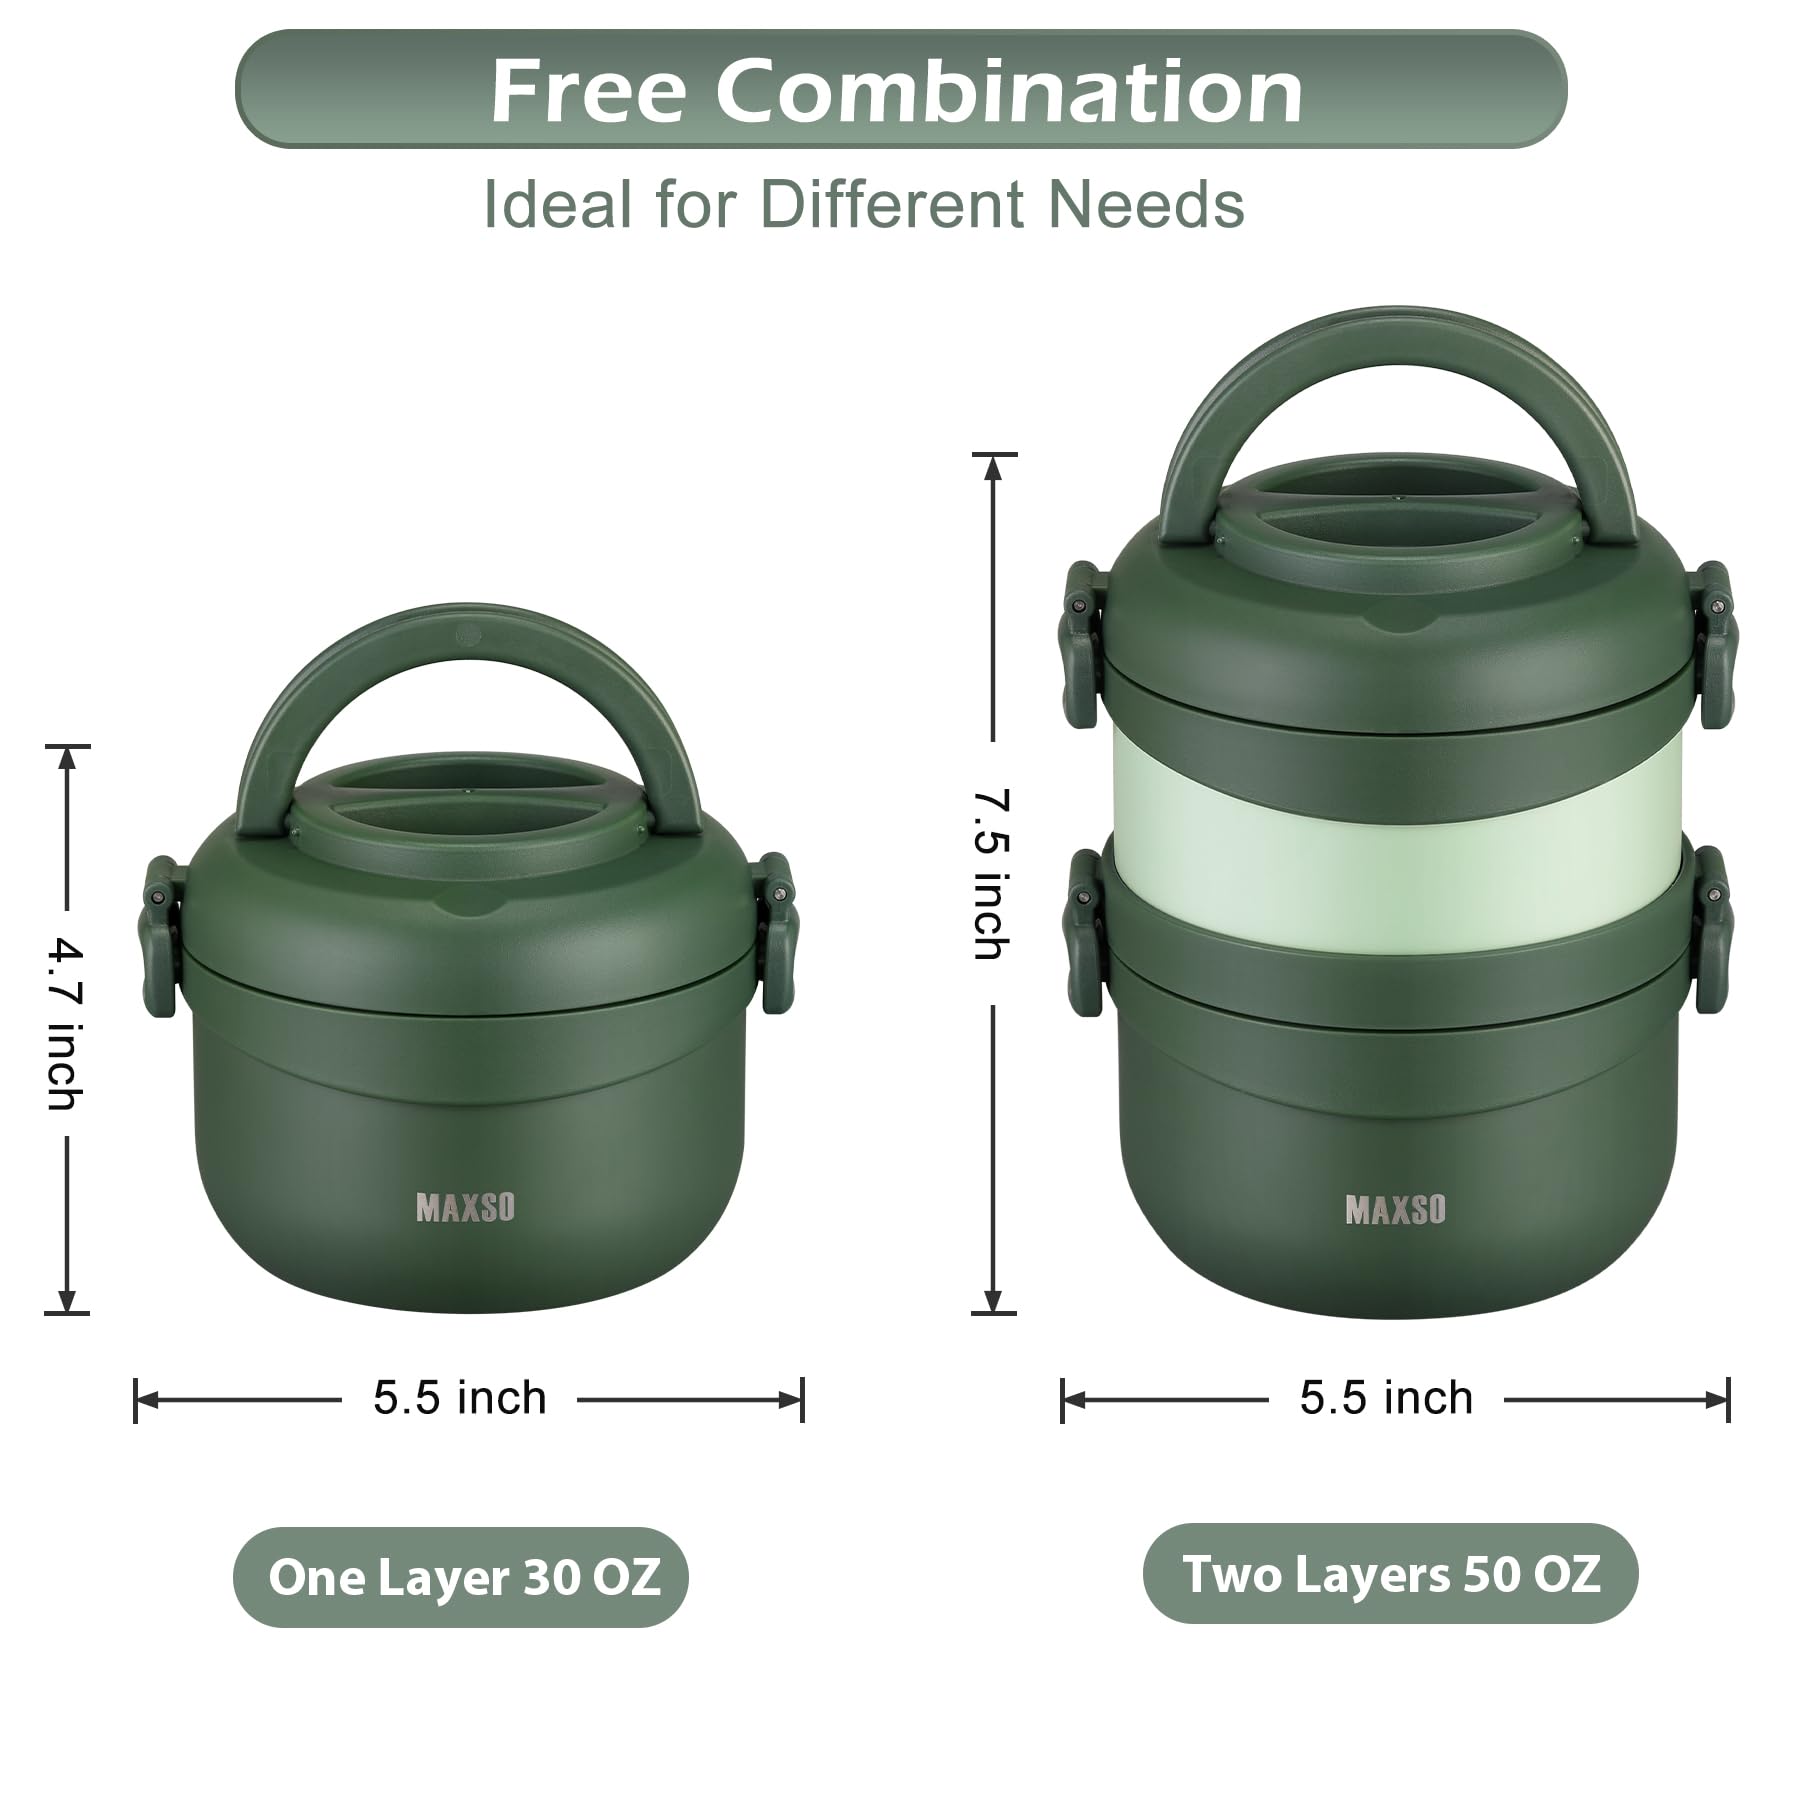 Free Combination
Ideal for Different Needs
7.5 inch
4.7 inch
MAXSO
MAXSO
5.5 inch
5.5 inch
One Layer 30 OZ
Two Layers 50 OZ